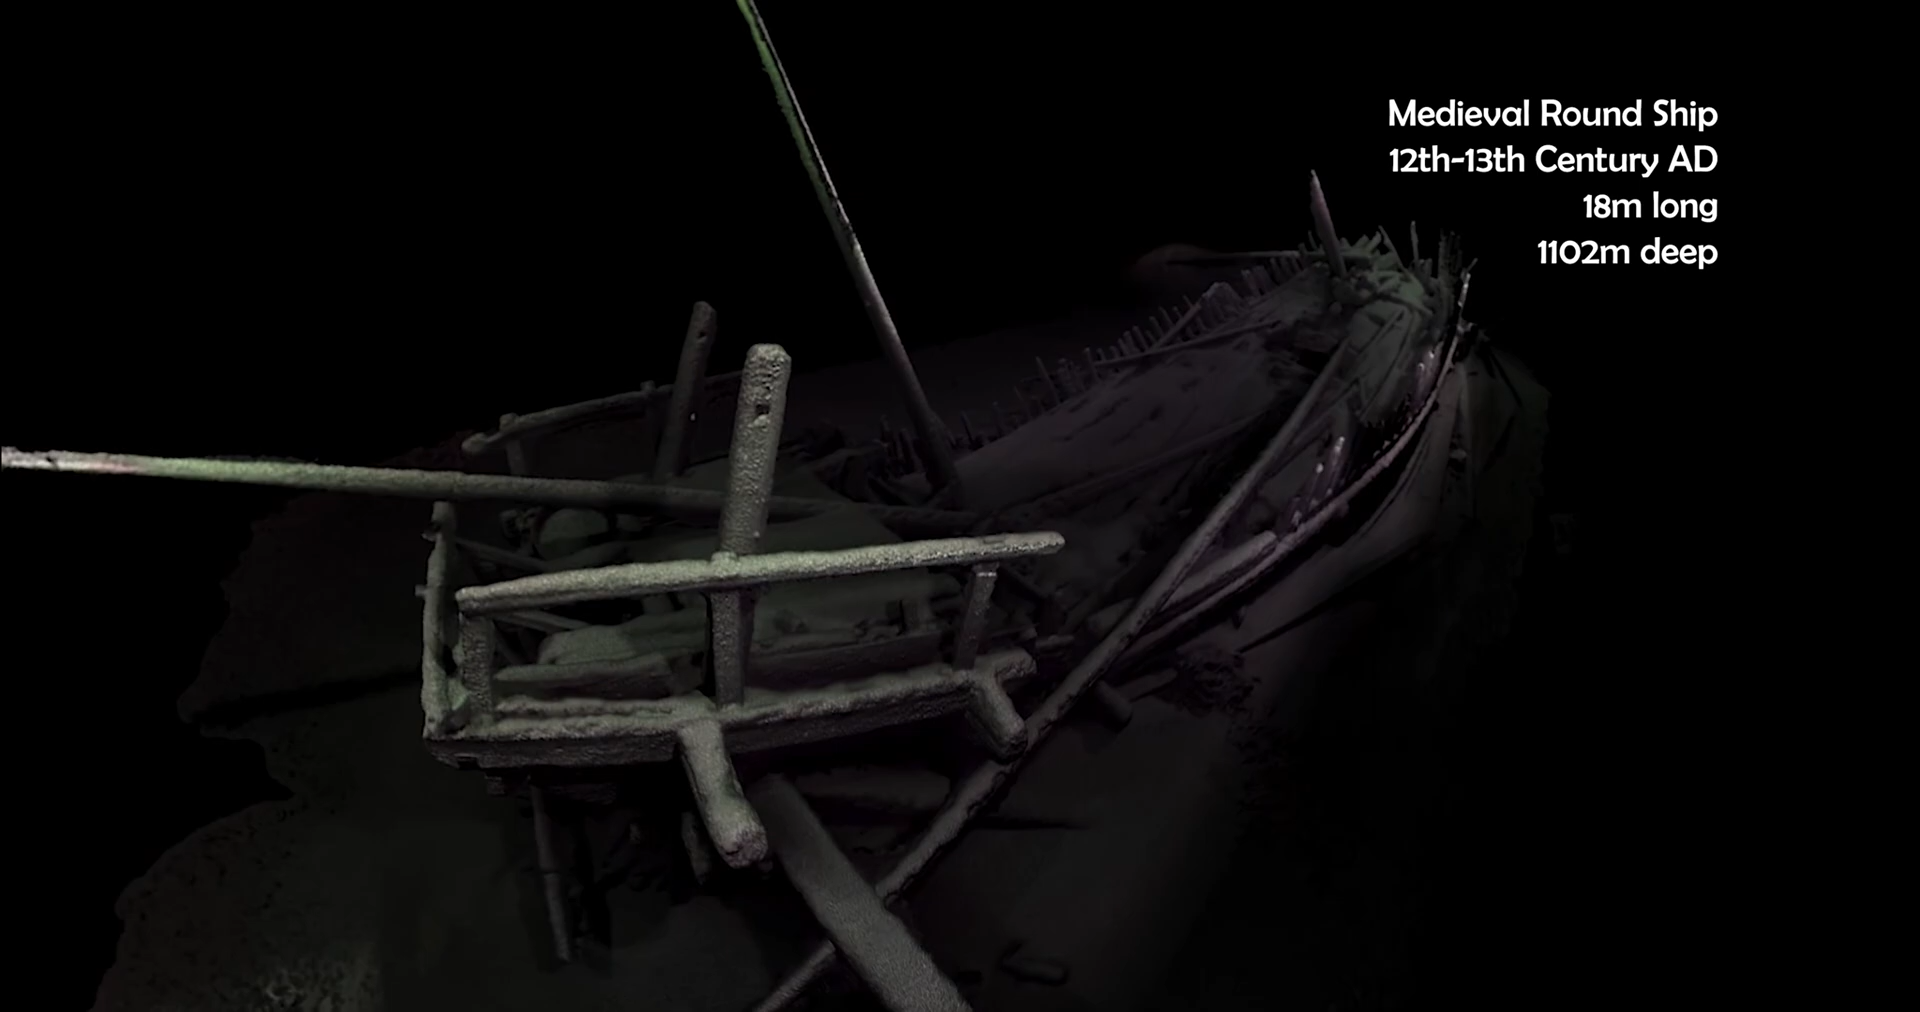 Medieval Round Ship
12th-13th Century AD
18m long
1102m deep